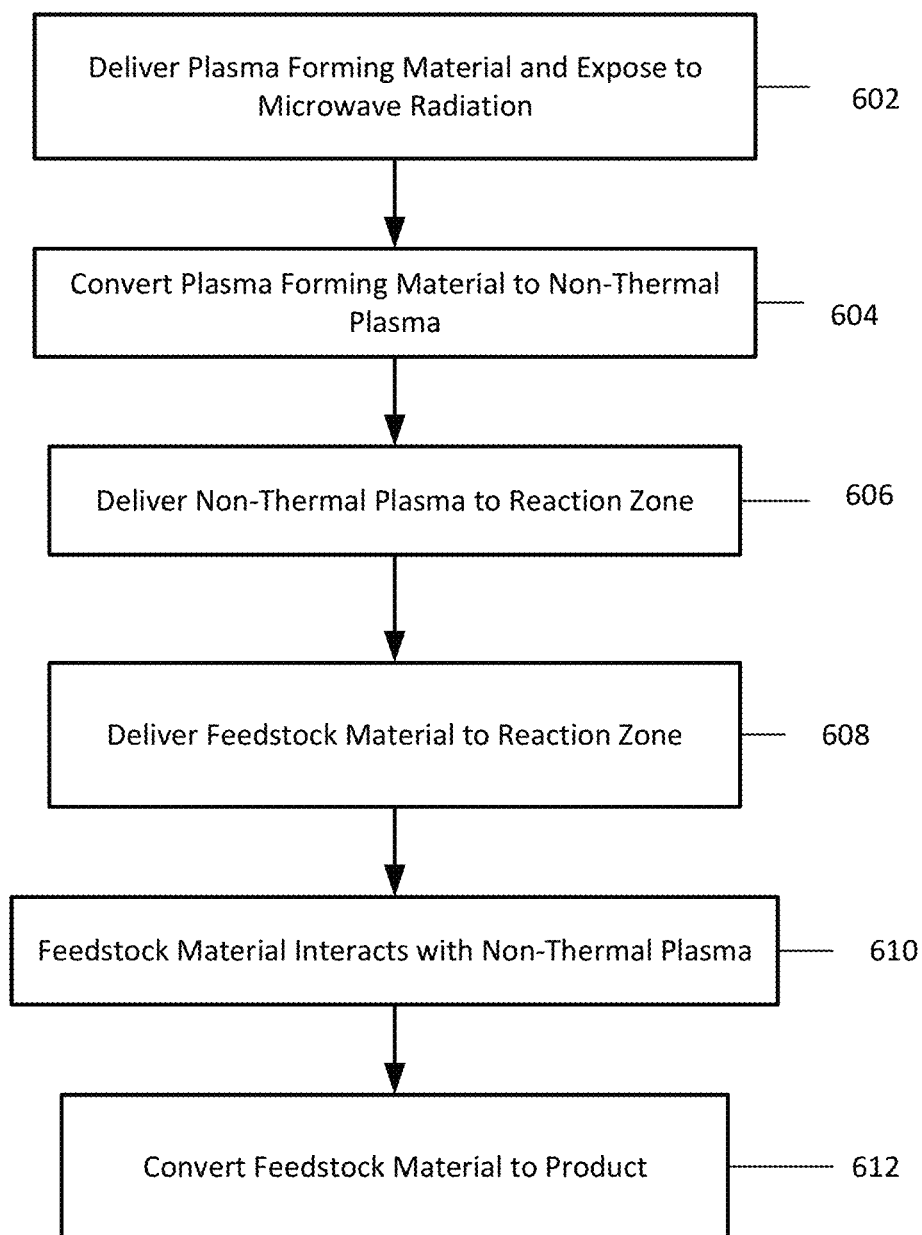 Deliver Plasma Forming Material and Expose to
Microwave Radiation
602
Convert Plasma Forming Material to Non-Thermal
Plasma
604
Deliver Non-Thermal Plasma to Reaction Zone
606
Deliver Feedstock Material to Reaction Zone
608
Feedstock Material Interacts with Non-Thermal Plasma
610
Convert Feedstock Material to Product
612